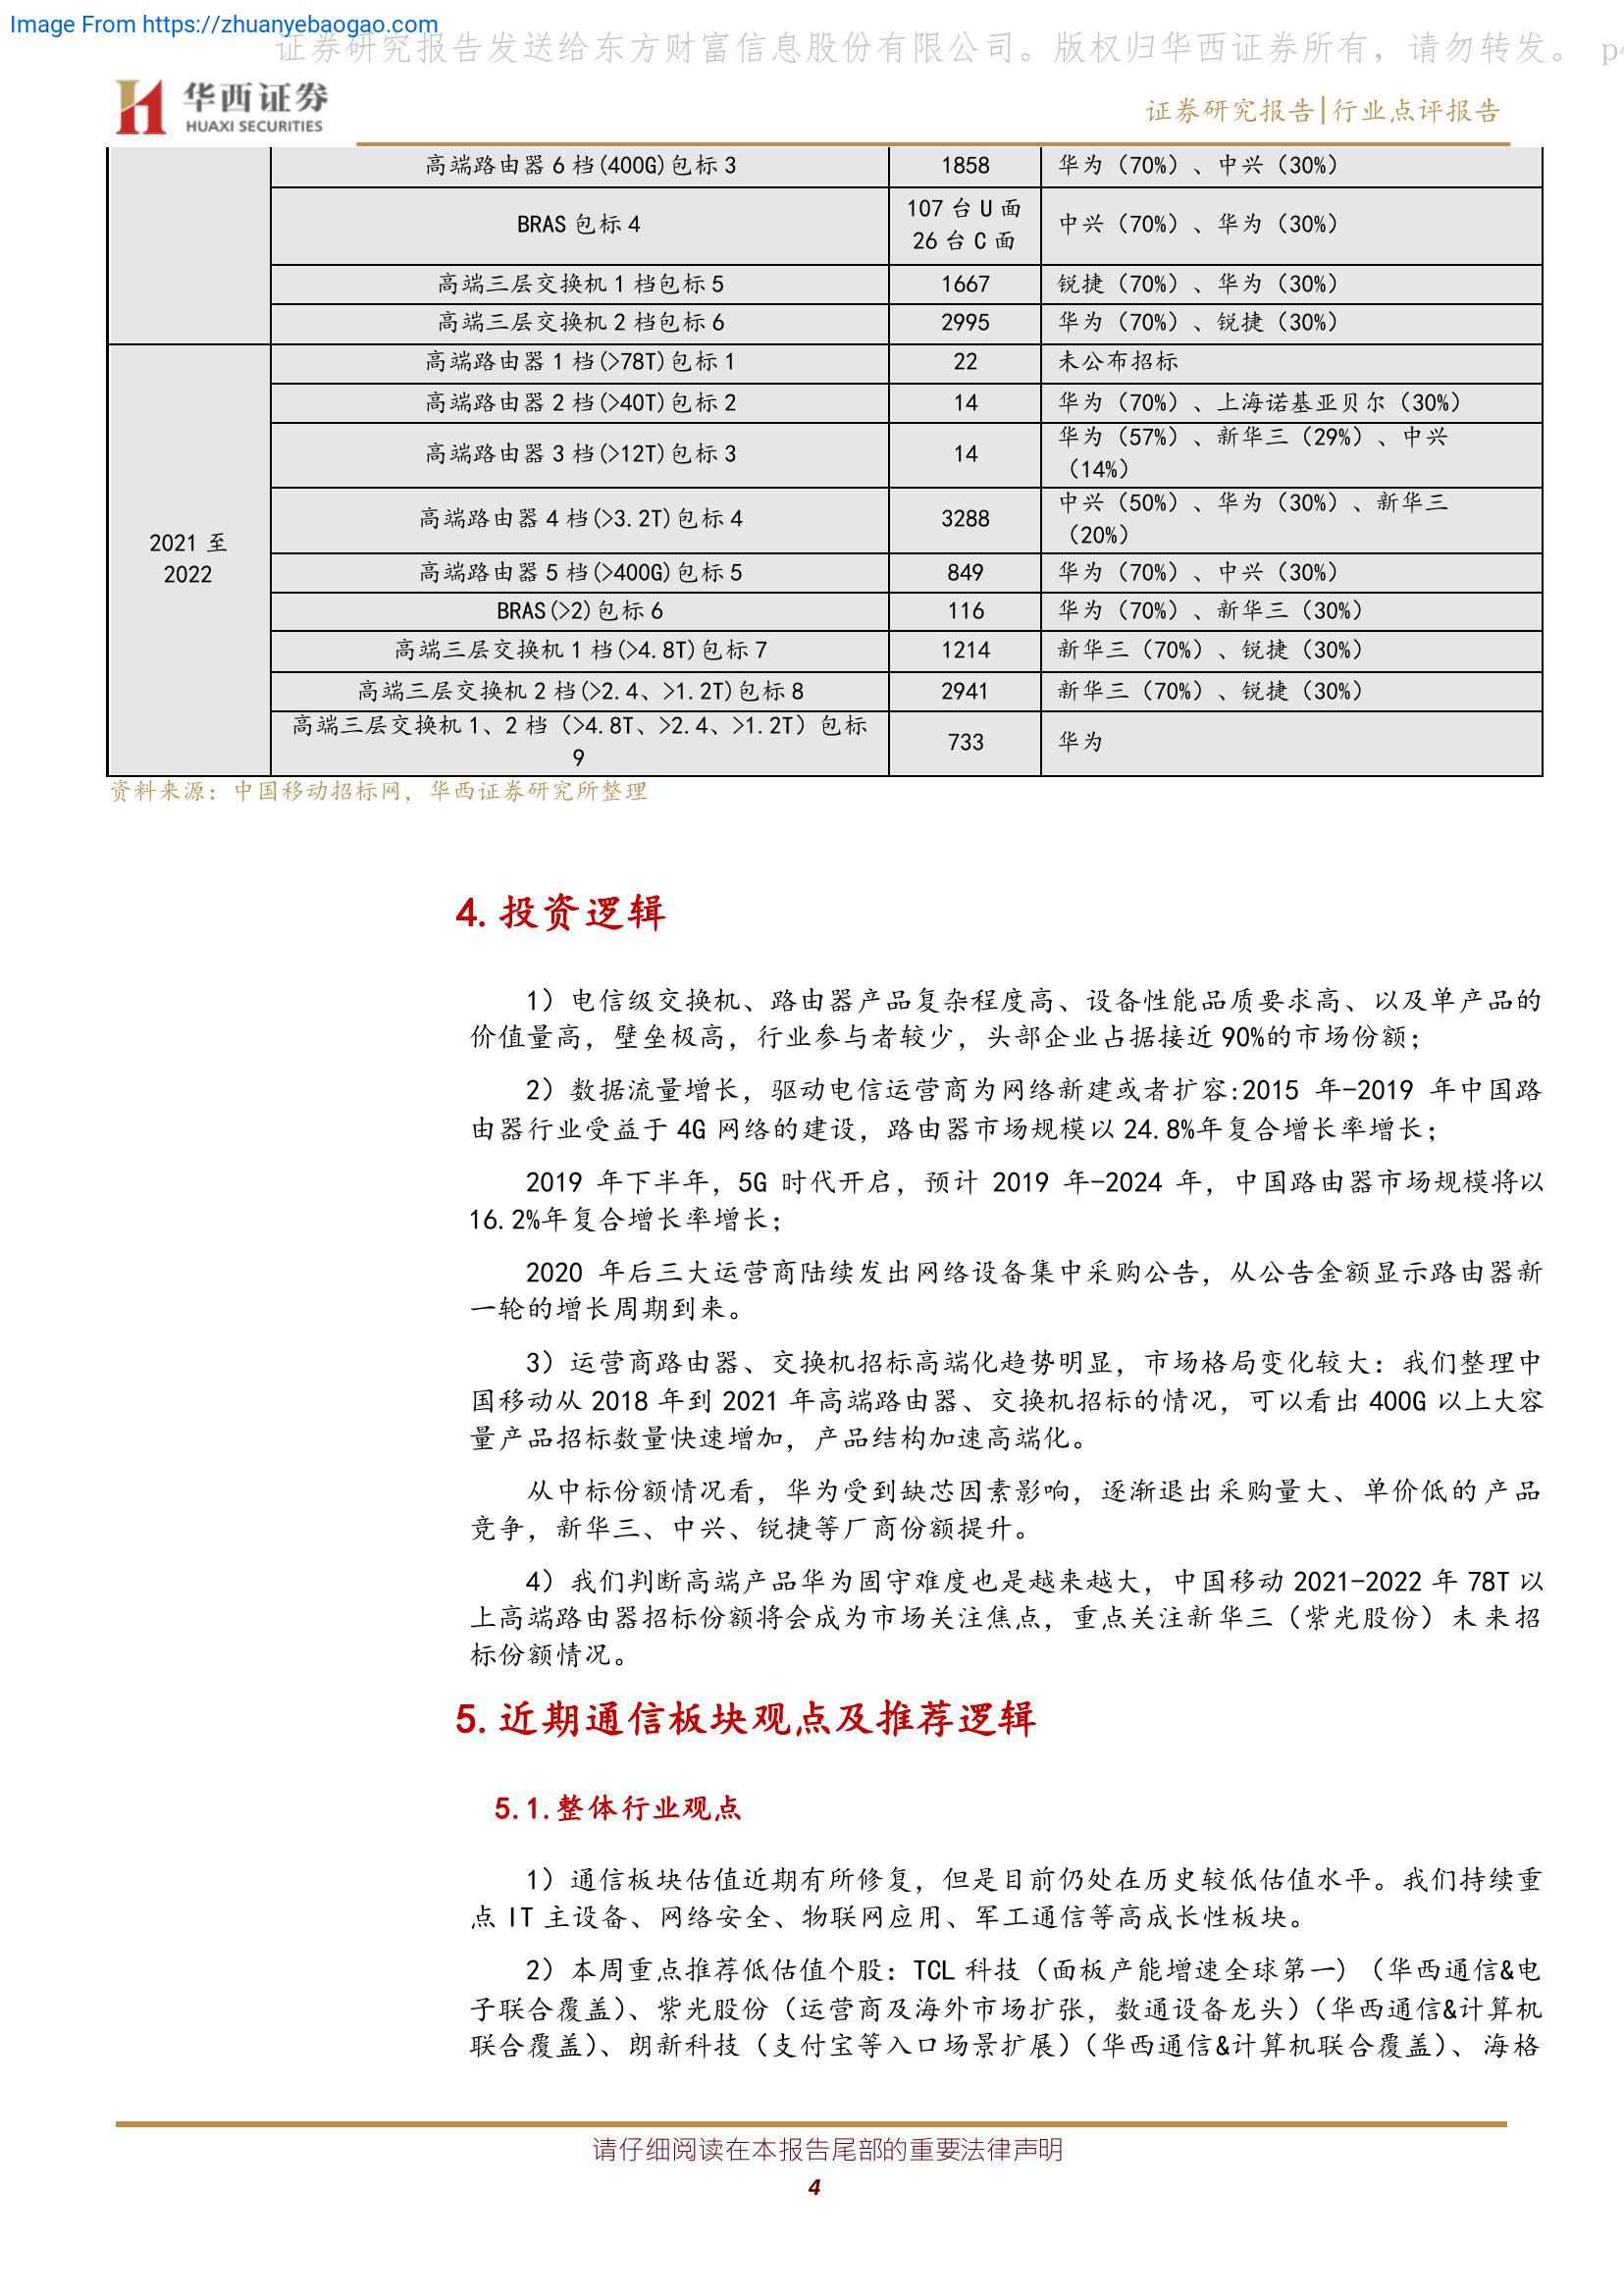 Image From https://zhuanyebaogao.com
证券研究报告发送给东方财富信息股份有限公司。版权归华西证券所有，请勿转发。 p4
华西证券
HUAXI SECURITIES
证券研究报告|行业点评报告
高端路由器 6 档(400G)包标 3 1858 华为（70%）、中兴（30%）
BRAS 包标 4 107 台 U 面 中兴（70%）、华为（30%）
26 台 C 面
高端三层交换机 1 档包标 5 1667 锐捷（70%）、华为（30%）
高端三层交换机 2 档包标 6 2995 华为（70%）、锐捷（30%）
2021 至
2022
高端路由器 1 档(>78T)包标 1 22 未公布招标
高端路由器 2 档(>40T)包标 2 14 华为（70%）、上海诺基亚贝尔（30%）
高端路由器 3 档(>12T)包标 3 14 华为（57%）、新华三（29%）、中兴
（14%）
高端路由器 4 档(>3.2T)包标 4 3288 中兴（50%）、华为（30%）、新华三
（20%）
高端路由器 5 档(>400G)包标 5 849 华为（70%）、中兴（30%）
BRAS(>2)包标 6 116 华为（70%）、新华三（30%）
高端三层交换机 1 档(>4.8T)包标 7 1214 新华三（70%）、锐捷（30%）
高端三层交换机 2 档(>2.4、>1.2T)包标 8 2941 新华三（70%）、锐捷（30%）
高端三层交换机 1、2 档（>4.8T、>2.4、>1.2T）包标
9 733 华为
资料来源：中国移动招标网，华西证券研究所整理
4.投资逻辑
1）电信级交换机、路由器产品复杂程度高、设备性能品质要求高、以及单产品的
价值量高，壁垒极高，行业参与者较少，头部企业占据接近 90%的市场份额；
2）数据流量增长，驱动电信运营商为网络新建或者扩容:2015 年-2019 年中国路
由器行业受益于 4G 网络的建设，路由器市场规模以 24.8%年复合增长率增长；
2019 年下半年，5G 时代开启，预计 2019 年-2024 年，中国路由器市场规模将以
16.2%年复合增长率增长；
2020 年后三大运营商陆续发出网络设备集中采购公告，从公告金额显示路由器新
一轮的增长周期到来。
3）运营商路由器、交换机招标高端化趋势明显，市场格局变化较大：我们整理中
国移动从 2018 年到 2021 年高端路由器、交换机招标的情况，可以看出 400G 以上大容
量产品招标数量快速增加，产品结构加速高端化。
从中标份额情况看，华为受到缺芯因素影响，逐渐退出采购量大、单价低的产品
竞争，新华三、中兴、锐捷等厂商份额提升。
4）我们判断高端产品华为固守难度也是越来越大，中国移动 2021-2022 年 78T 以
上高端路由器招标份额将会成为市场关注焦点，重点关注新华三（紫光股份）未来招
标份额情况。
5.近期通信板块观点及推荐逻辑
5.1.整体行业观点
1）通信板块估值近期有所修复，但是目前仍处在历史较低估值水平。我们持续重
点 IT 主设备、网络安全、物联网应用、军工通信等高成长性板块。
2）本周重点推荐低估值个股：TCL 科技（面板产能增速全球第一）（华西通信&电
子联合覆盖）、紫光股份（运营商及海外市场扩张，数通设备龙头）（华西通信&计算机
联合覆盖）、朗新科技（支付宝等入口场景扩展）（华西通信&计算机联合覆盖）、海格
请仔细阅读在本报告尾部的重要法律声明
4